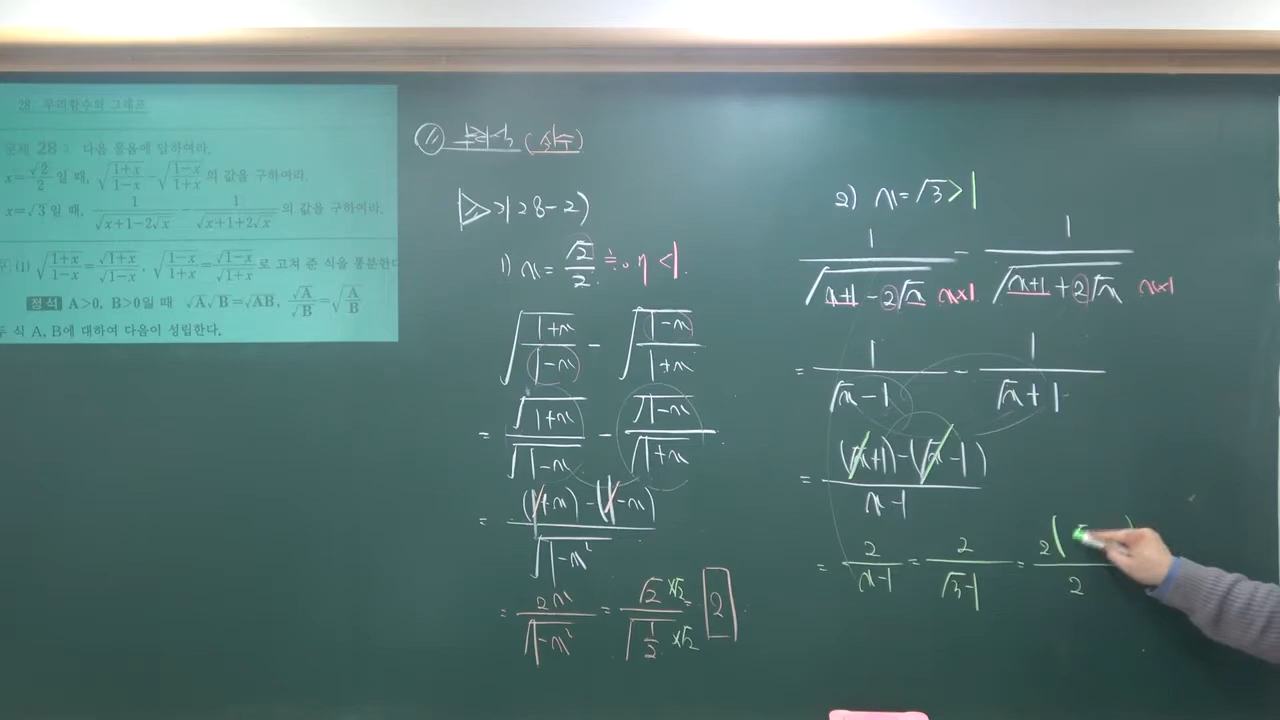 28. 무리함수의 그래프
문제 28-2. 다음 물음에 답하여라.
x=√2/2일 때, √((1+x)/(1-x)) - √((1-x)/(1+x))의 값을 구하여라.
x=√3일 때, 1/√(x+1-2√x) - 1/√(x+1+2√x)의 값을 구하여라.
(1) √((1+x)/(1-x)) = √(1+x)/√(1-x), √((1-x)/(1+x)) = √(1-x)/√(1+x)로 고쳐 준 식을 통분한다
정석 A>0, B>0일 때 √A√B=√AB, √A/√B=√(A/B)
두 식 A, B에 대하여 다음이 성립한다.
28-2)
1) x = √2/2 ≒ 0.7 < 1.
√((1+x)/(1-x)) - √((1-x)/(1+x))
= √(1+x)/√(1-x) - √(1-x)/√(1+x)
= ((1+x)-(1-x))/√(1-x²)
= 2x/√(1-x²) = √2 ×√2/√(1/2) ×√2 2
2) x=√3>1
1/√(x+1-2√x) x×1 - 1/√(x+1+2√x) x×1
= 1/(√x-1) - 1/(√x+1)
= ((√x+1)-(√x-1))/(x-1)
= 2/(x-1) = 2/(√3-1) = 2(√
2